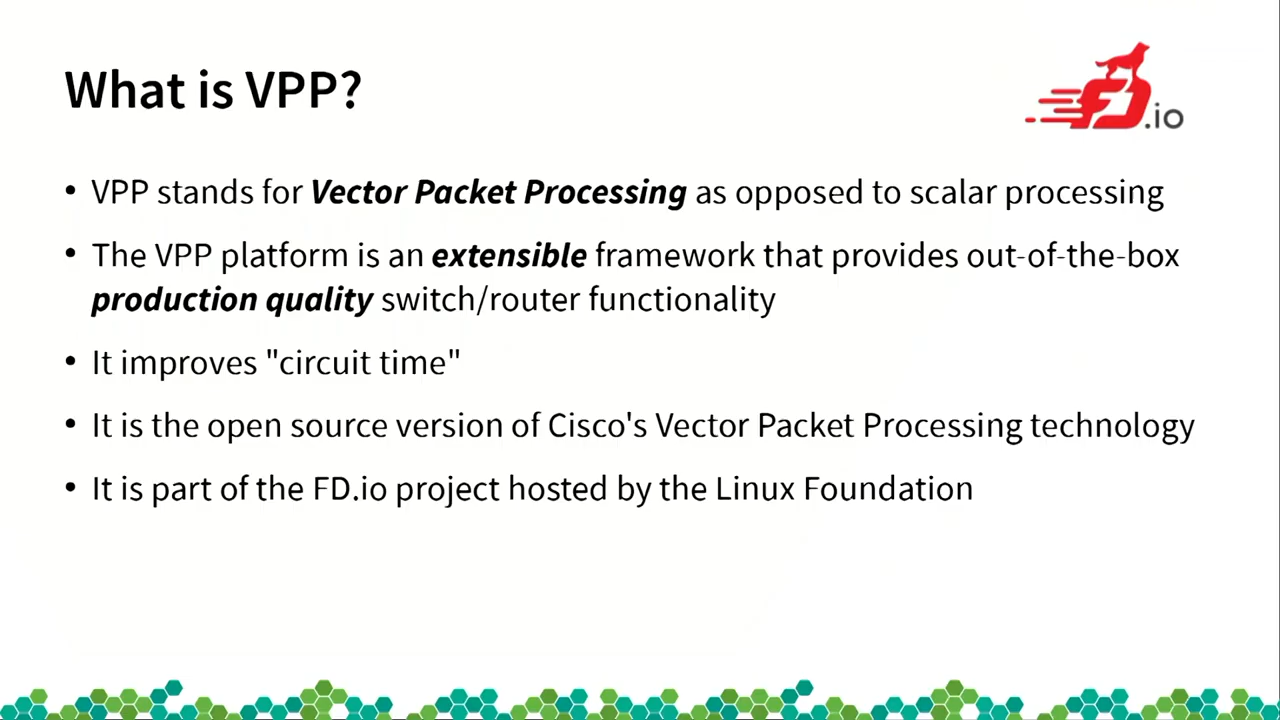 What is VPP?
FD.io
• VPP stands for Vector Packet Processing as opposed to scalar processing
• The VPP platform is an extensible framework that provides out-of-the-box
production quality switch/router functionality
• It improves "circuit time"
• It is the open source version of Cisco's Vector Packet Processing technology
• It is part of the FD.io project hosted by the Linux Foundation